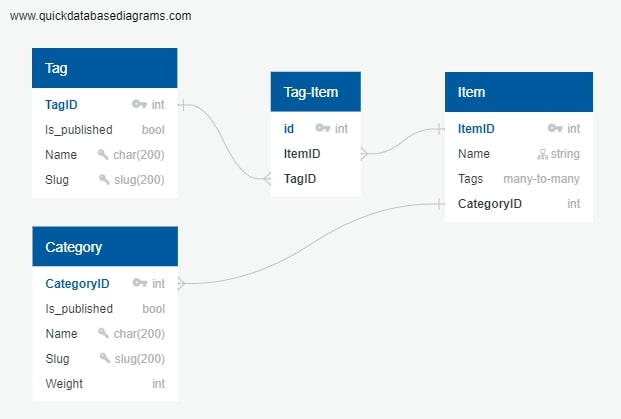 www.quickdatabasediagrams.com
Tag
TagID int
Is_published bool
Name char(200)
Slug slug(200)
Tag-Item
id int
ItemID
TagID
Item
ItemID int
Name string
Tags many-to-many
CategoryID int
Category
CategoryID int
Is_published bool
Name char(200)
Slug slug(200)
Weight int